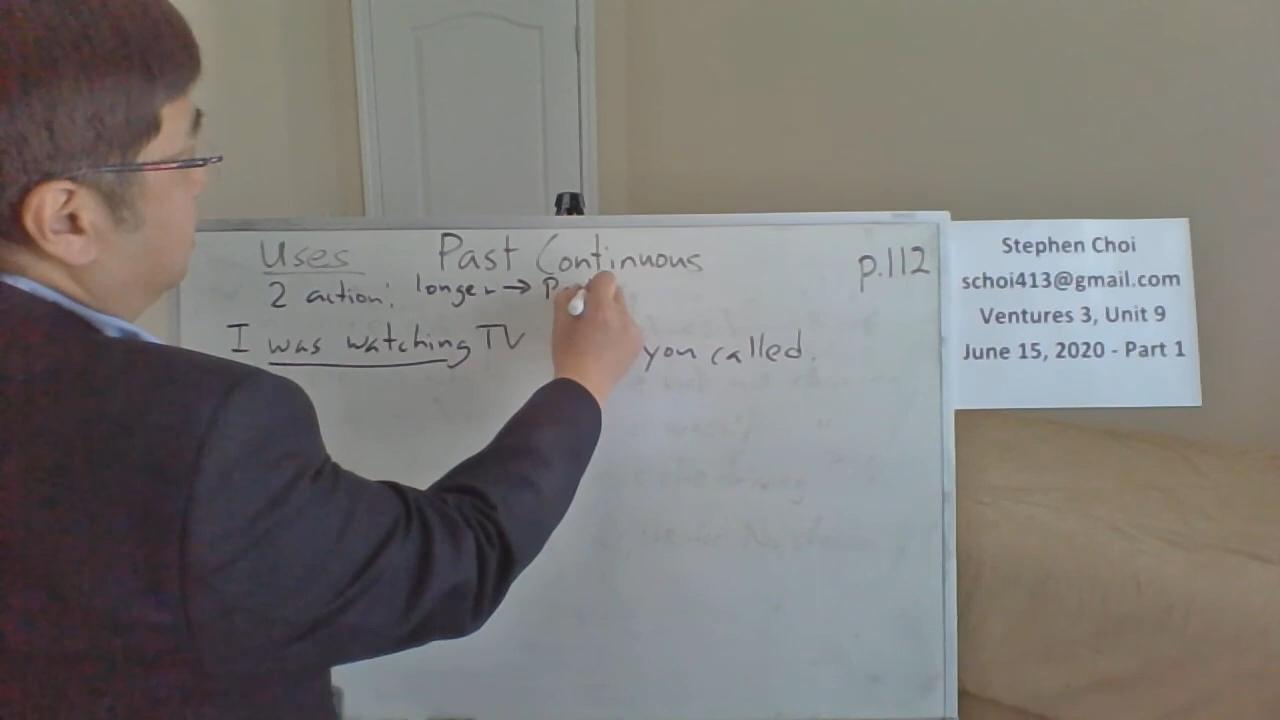 Uses Past Continuous p.112
2 action: longer →
I was watching TV you called.
Stephen Choi
schoi413@gmail.com
Ventures 3, Unit 9
June 15, 2020 - Part 1